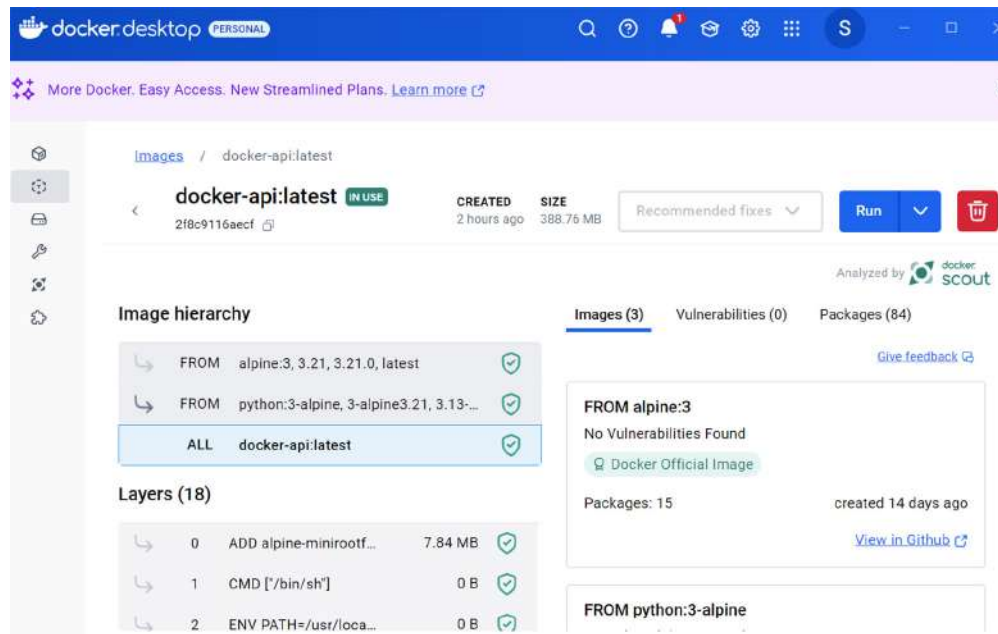 docker.desktop PERSONAL
1
S
More Docker. Easy Access. New Streamlined Plans. Learn more
Images / docker-api:latest
docker-api:latest IN USE
2f8c9116aecf
CREATED
2 hours ago
SIZE
388.76 MB
Recommended fixes
Run
Analyzed by docker scout
Image hierarchy
FROM alpine:3, 3.21, 3.21.0, latest
FROM python:3-alpine, 3-alpine3.21, 3.13-...
ALL docker-api:latest
Layers (18)
0 ADD alpine-minirootf... 7.84 MB
1 CMD ["/bin/sh"] 0 B
2 ENV PATH=/usr/loca... 0 B
Images (3) Vulnerabilities (0) Packages (84)
Give feedback
FROM alpine:3
No Vulnerabilities Found
Docker Official Image
Packages: 15 created 14 days ago
View in Github
FROM python:3-alpine